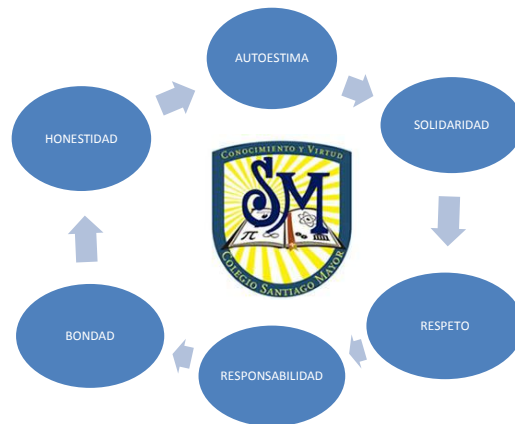 AUTOESTIMA
SOLIDARIDAD
RESPETO
RESPONSABILIDAD
BONDAD
HONESTIDAD
CONOCIMIENTO Y VIRTUD
SM
π ∞
COLEGIO SANTIAGO MAYOR